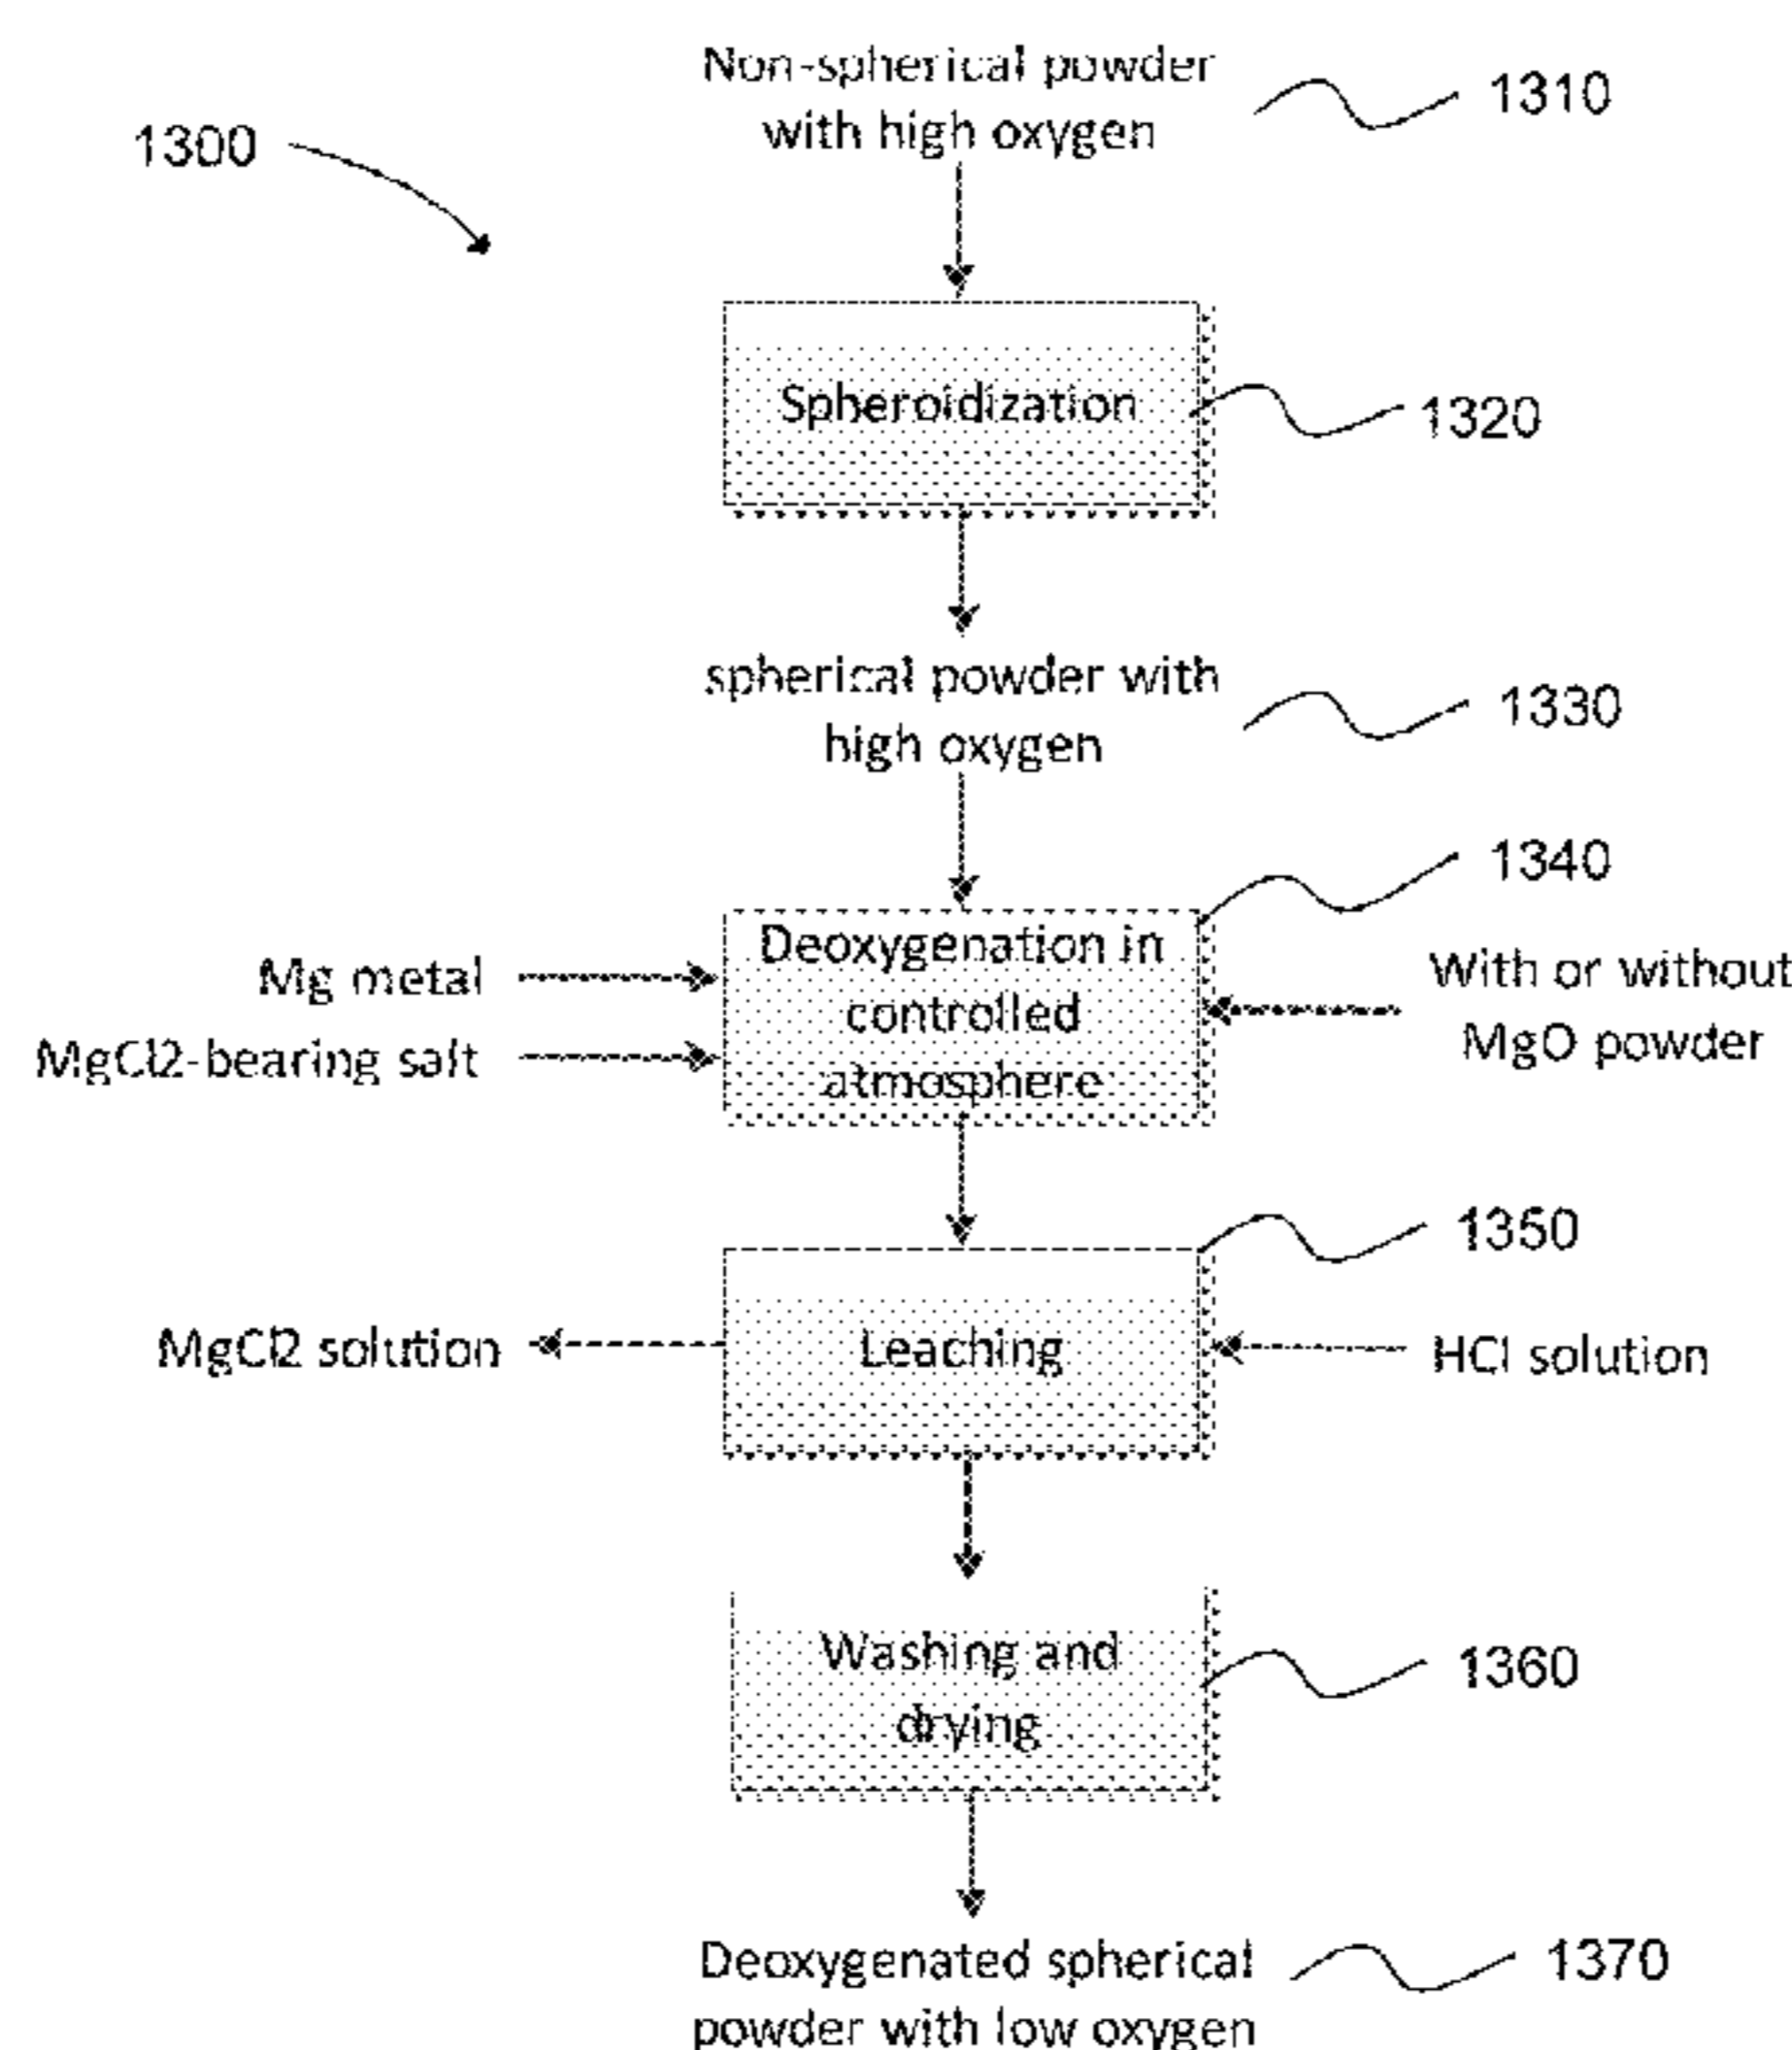 Non-spherical powder
with high oxygen
1310
1300
Spheroidization
1320
spherical powder with
high oxygen
1330
1340
Deoxygenation in
controlled
atmosphere
Mg metal
MgCl2-bearing salt
With or without
MgO powder
1350
Leaching
MgCl2 solution
HCl solution
Washing and
drying
1360
Deoxygenated spherical
powder with low oxygen
1370